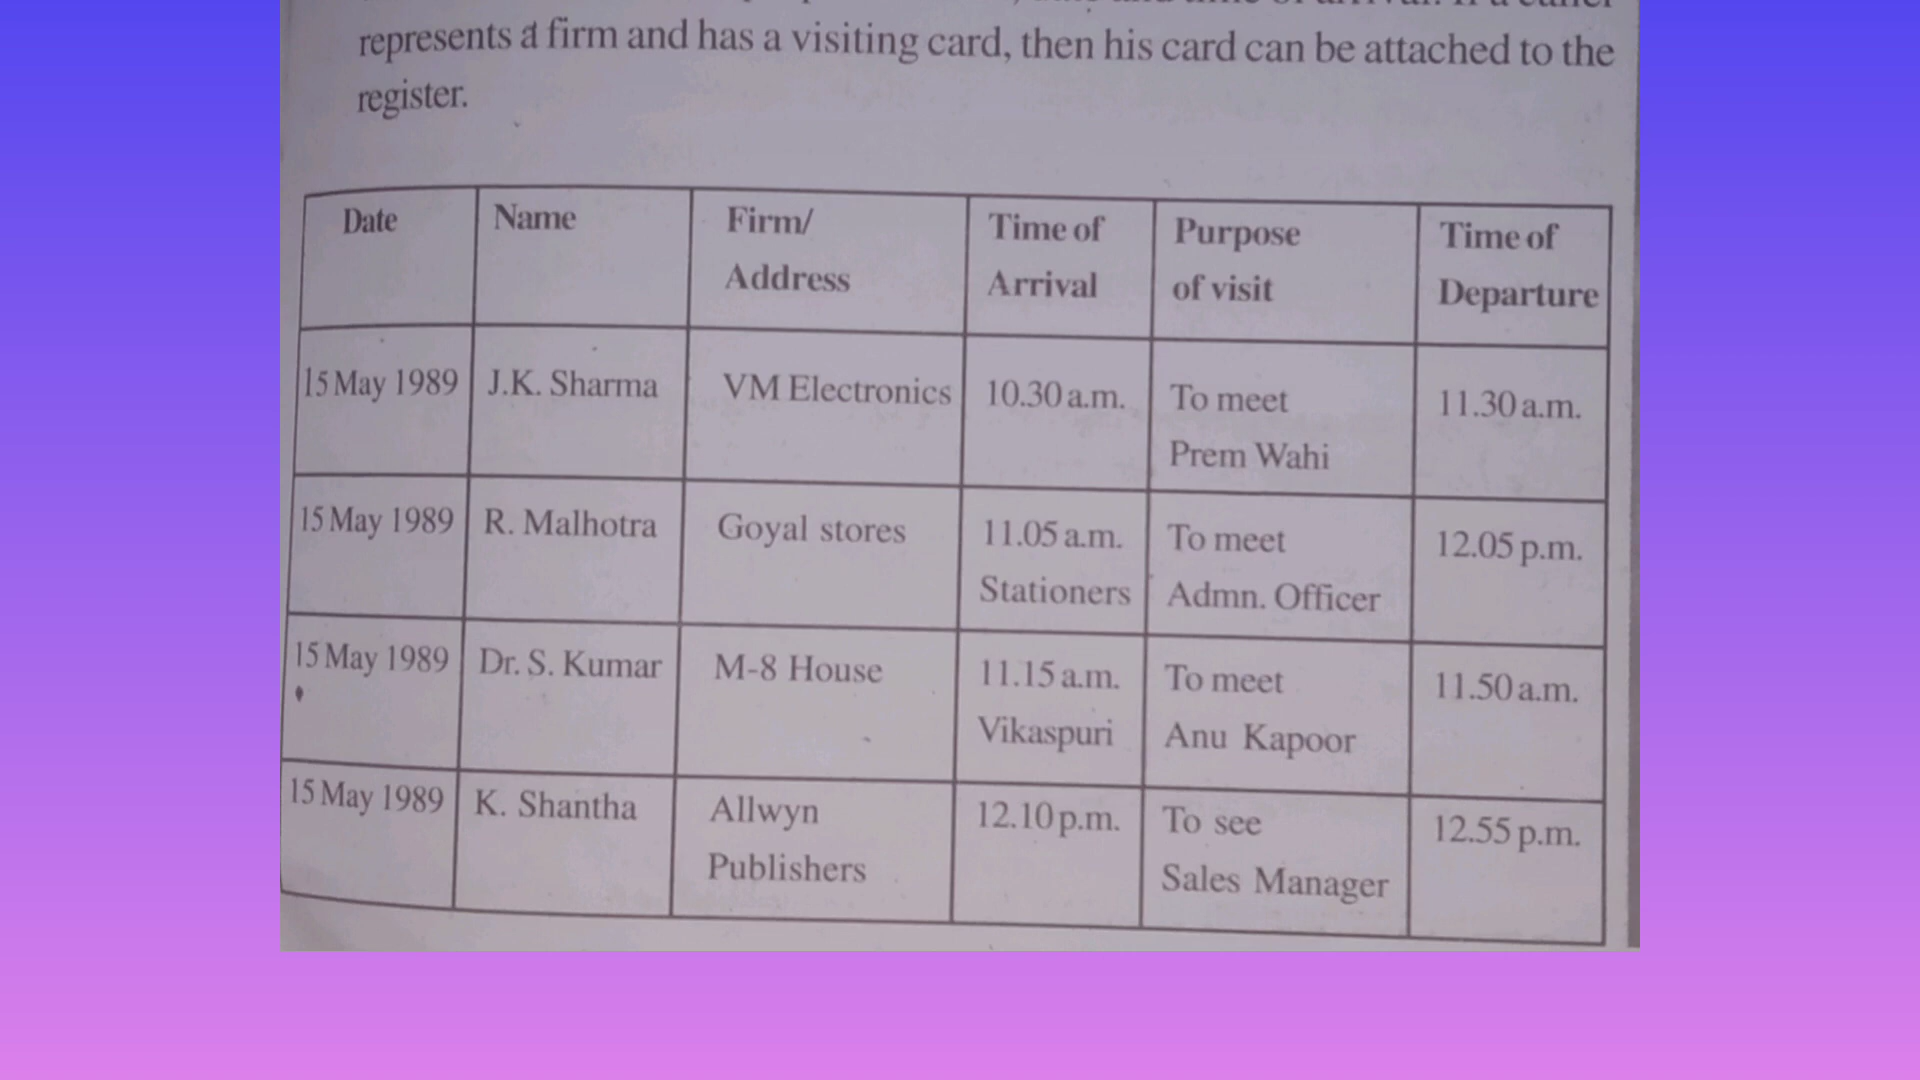 represents a firm and has a visiting card, then his card can be attached to the
register.
Date Name Firm/ Time of Purpose Time of
Address Arrival of visit Departure
15 May 1989 J.K. Sharma VM Electronics 10.30 a.m. To meet 11.30 a.m.
Prem Wahi
15 May 1989 R. Malhotra Goyal stores 11.05 a.m. To meet 12.05 p.m.
Stationers Admn. Officer
15 May 1989 Dr. S. Kumar M-8 House 11.15 a.m. To meet 11.50 a.m.
Vikaspuri Anu Kapoor
15 May 1989 K. Shantha Allwyn 12.10 p.m. To see 12.55 p.m.
Publishers Sales Manager